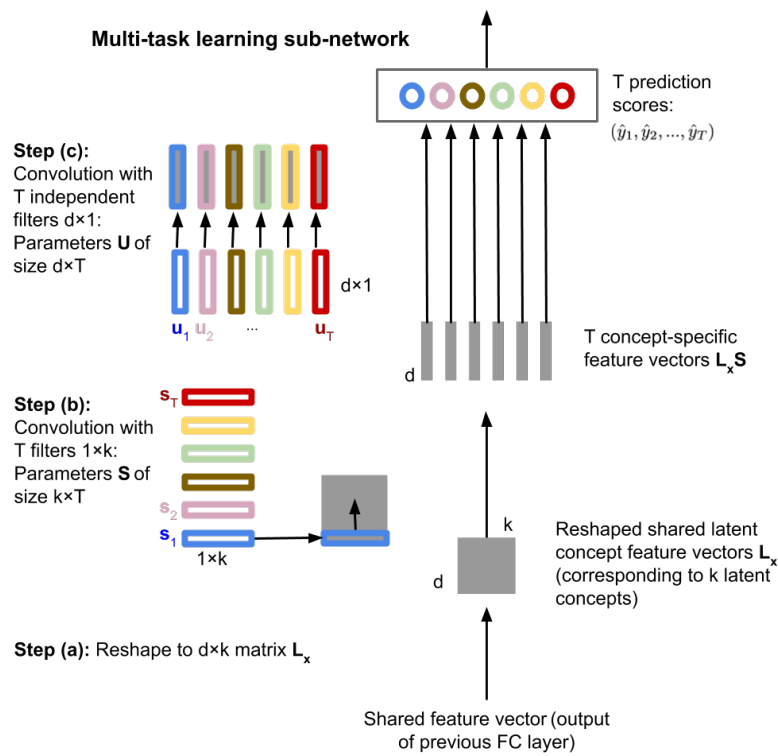 Multi-task learning sub-network
T prediction
scores:
(ŷ₁, ŷ₂, ..., ŷ_T)
Step (c):
Convolution with
T independent
filters d×1:
Parameters U of
size d×T
d×1
u₁ u₂ ... u_T
T concept-specific
feature vectors LₓS
d
Step (b):
Convolution with
T filters 1×k:
Parameters S of
size k×T
s_T
s₂
s₁
1×k
k
d
Reshaped shared latent
concept feature vectors Lₓ
(corresponding to k latent
concepts)
Step (a): Reshape to d×k matrix Lₓ
Shared feature vector (output
of previous FC layer)